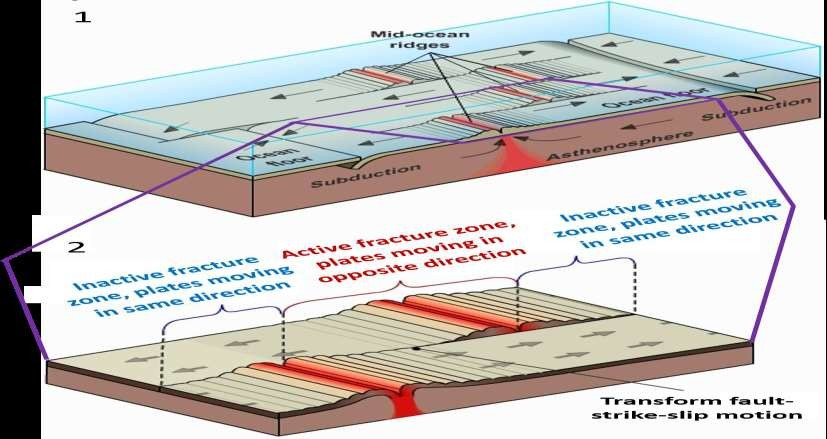 1
Mid-ocean
ridges
Ocean floor
Subduction
Ocean
floor
Asthenosphere
Subduction
2
Inactive fracture
zone, plates moving
in same direction
Active fracture zone,
plates moving in
opposite direction
Inactive fracture
zone, plates moving
in same direction
Transform fault-
strike-slip motion